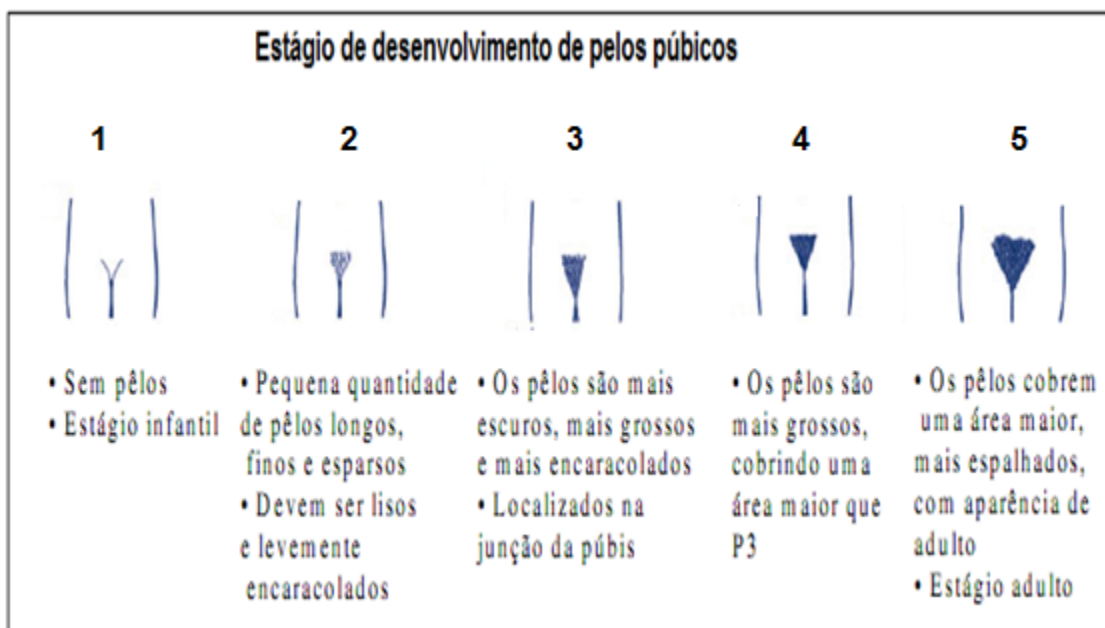 Estágio de desenvolvimento de pelos púbicos
1
2
3
4
5
• Sem pêlos
• Estágio infantil
• Pequena quantidade
de pêlos longos,
finos e esparsos
• Devem ser lisos
e levemente
encaracolados
• Os pêlos são mais
escuros, mais grossos
e mais encaracolados
• Localizados na
junção da púbis
• Os pêlos são
mais grossos,
cobrindo uma
área maior que
P3
• Os pêlos cobrem
uma área maior,
mais espalhados,
com aparência de
adulto
• Estágio adulto